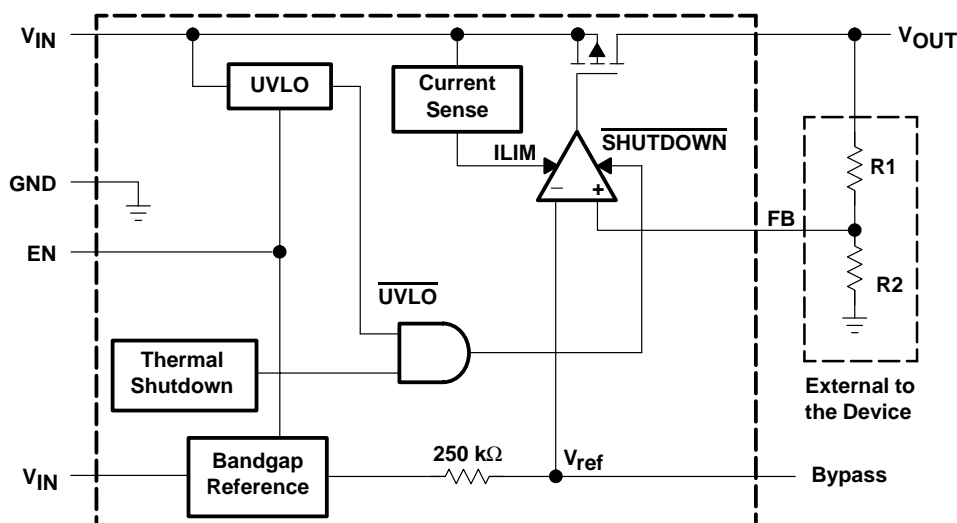 VIN
VOUT
UVLO
Current
Sense
SHUTDOWN
ILIM
R1
GND
− +
FB
EN
R2
UVLO
Thermal
Shutdown
External to
the Device
250 kΩ
Vref
VIN
Bandgap
Reference
Bypass